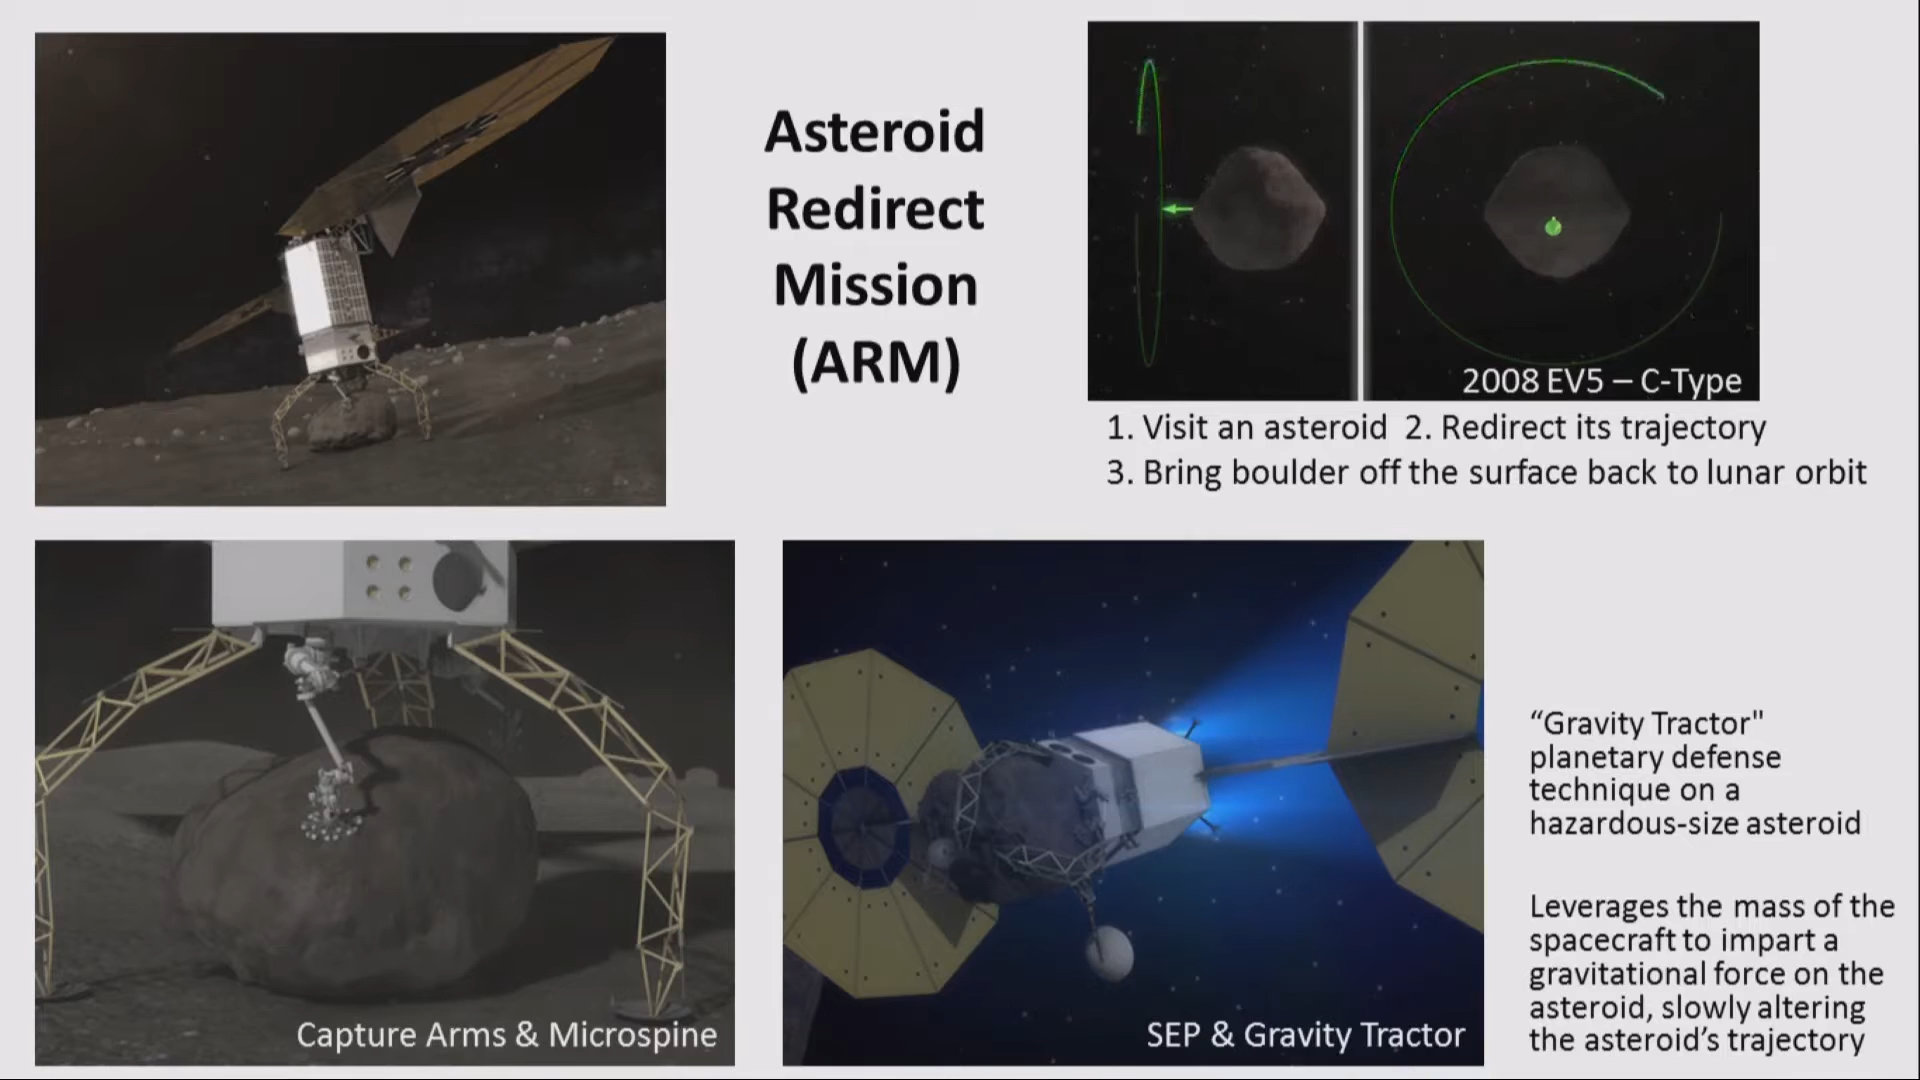 Asteroid
Redirect
Mission
(ARM)
2008 EV5 – C-Type
1. Visit an asteroid  2. Redirect its trajectory
3. Bring boulder off the surface back to lunar orbit
Capture Arms & Microspine
SEP & Gravity Tractor
“Gravity Tractor"
planetary defense
technique on a
hazardous-size asteroid
Leverages the mass of the
spacecraft to impart a
gravitational force on the
asteroid, slowly altering
the asteroid’s trajectory